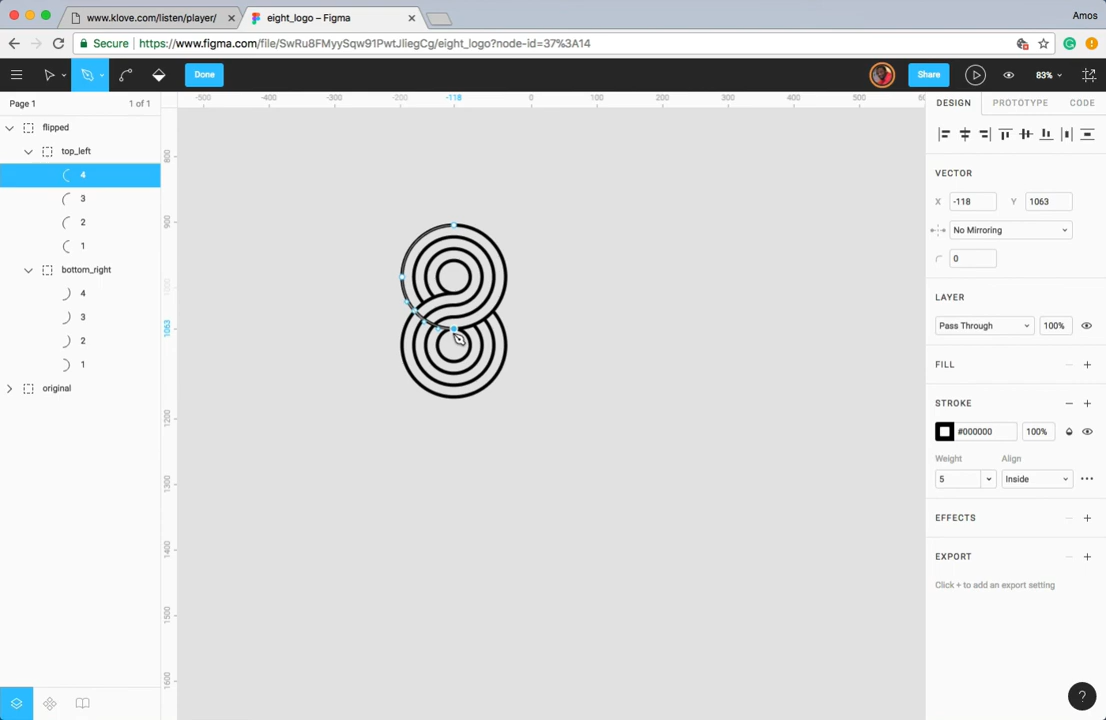 www.klove.com/listen/player/
eight_logo – Figma
Amos
Secure
https://www.figma.com/file/SwRu8FMyySqw91PwtJliegCg/eight_logo?node-id=37%3A14
Done
Share
83%
Page 1
1 of 1
-500
-400
-300
-200
-118
0
100
200
300
400
500
DESIGN
PROTOTYPE
CODE
flipped
top_left
4
3
2
1
bottom_right
4
3
2
1
original
800
900
1063
1200
1300
1400
1500
1600
VECTOR
X -118
Y 1063
No Mirroring
0
LAYER
Pass Through
100%
FILL
STROKE
#000000
100%
Weight
Align
5
Inside
EFFECTS
EXPORT
Click + to add an export setting
?